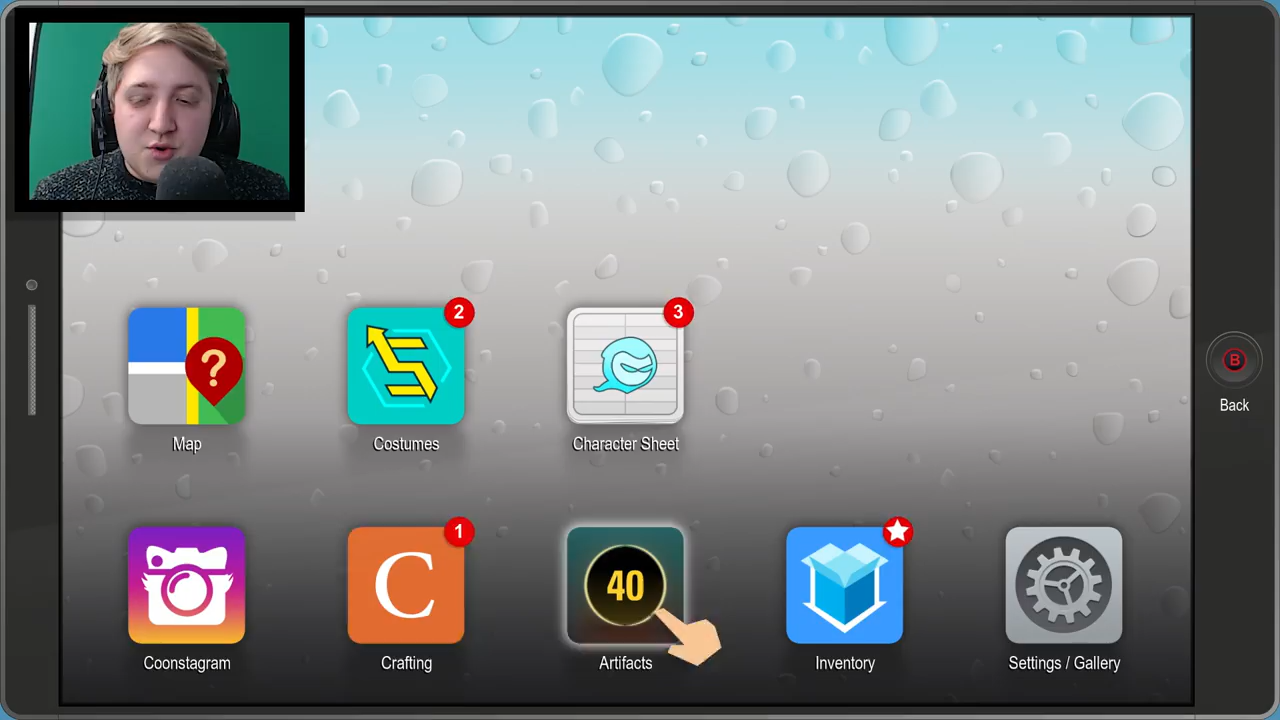 2
3
?
Map
Costumes
Character Sheet
B
Back
1
C
40
Coonstagram
Crafting
Artifacts
Inventory
Settings / Gallery